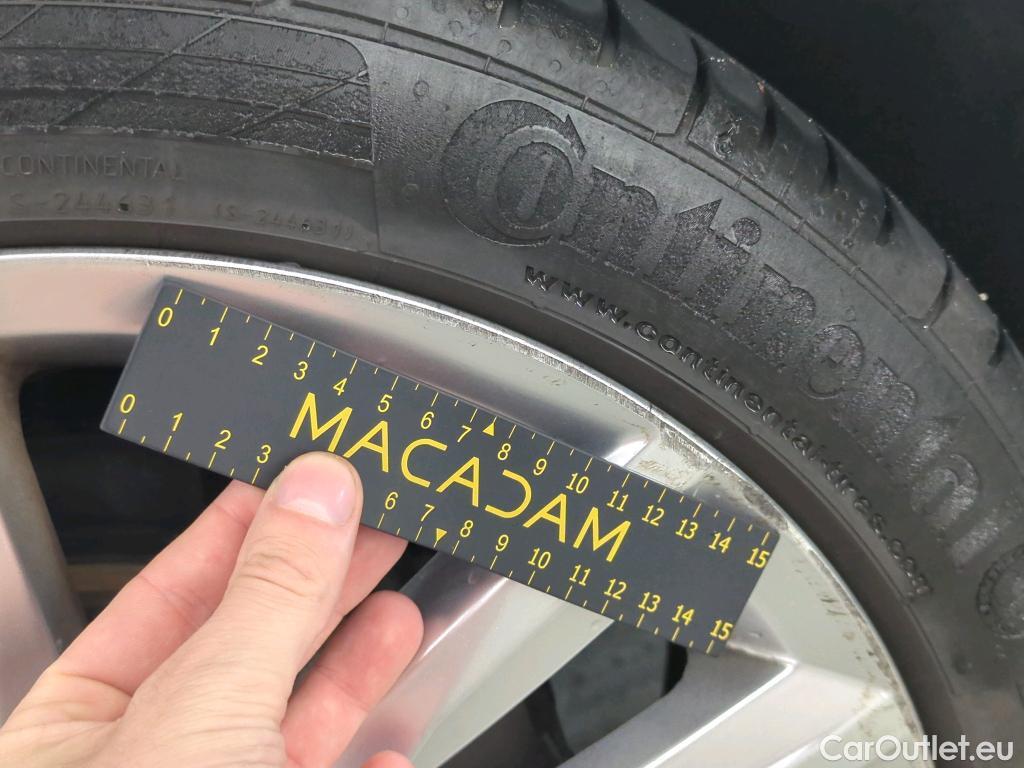 CONTINENTAL
S-244631 (S-244631)
Continental
www.continental-tires.com
0 1 2 3 4 5 6 7 8 9 10 11 12 13 14 15
MACADAM
0 1 2 3 6 7 8 9 10 11 12 13 14 15
CarOutlet.eu